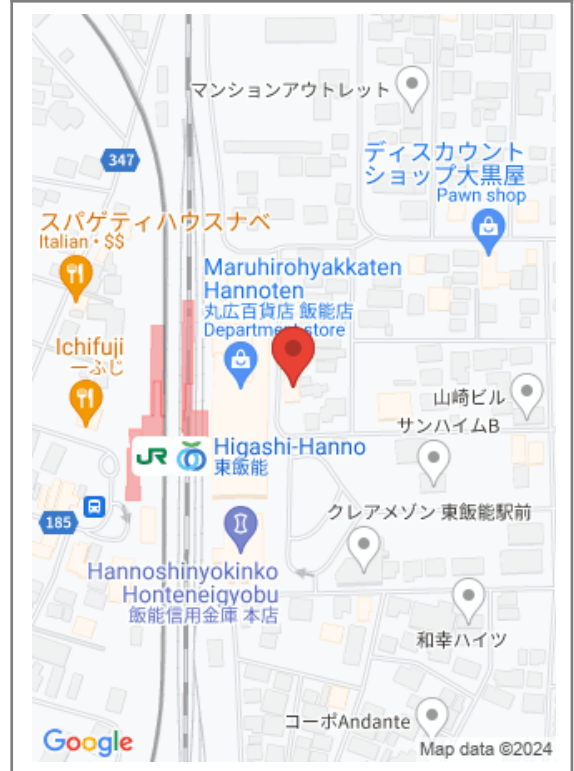 マンションアウトレット
ディスカウント
ショップ大黒屋
Pawn shop
347
スパゲティハウスナベ
Italian • $$
Maruhirohyakkaten
Hannoten
丸広百貨店 飯能店
Department store
Ichifuji
一ふじ
山崎ビル
サンハイムB
JR
Higashi-Hanno
東飯能
185
クレアメゾン 東飯能駅前
Hannoshinyokinko
Honteneigyobu
飯能信用金庫 本店
和幸ハイツ
コーポAndante
Google
Map data ©2024